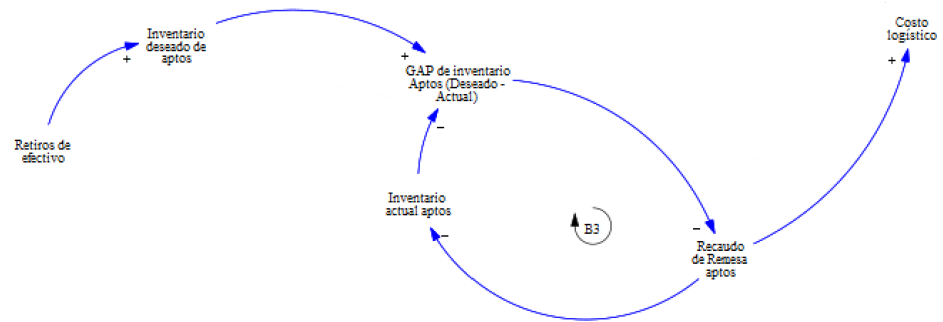 Inventario
deseado de
aptos
+
Retiros de
efectivo
+
GAP de inventario
Aptos (Deseado -
Actual)
–
Inventario
actual aptos
–
B3
–
Recaudo
de Remesa
aptos
Costo
logístico
+